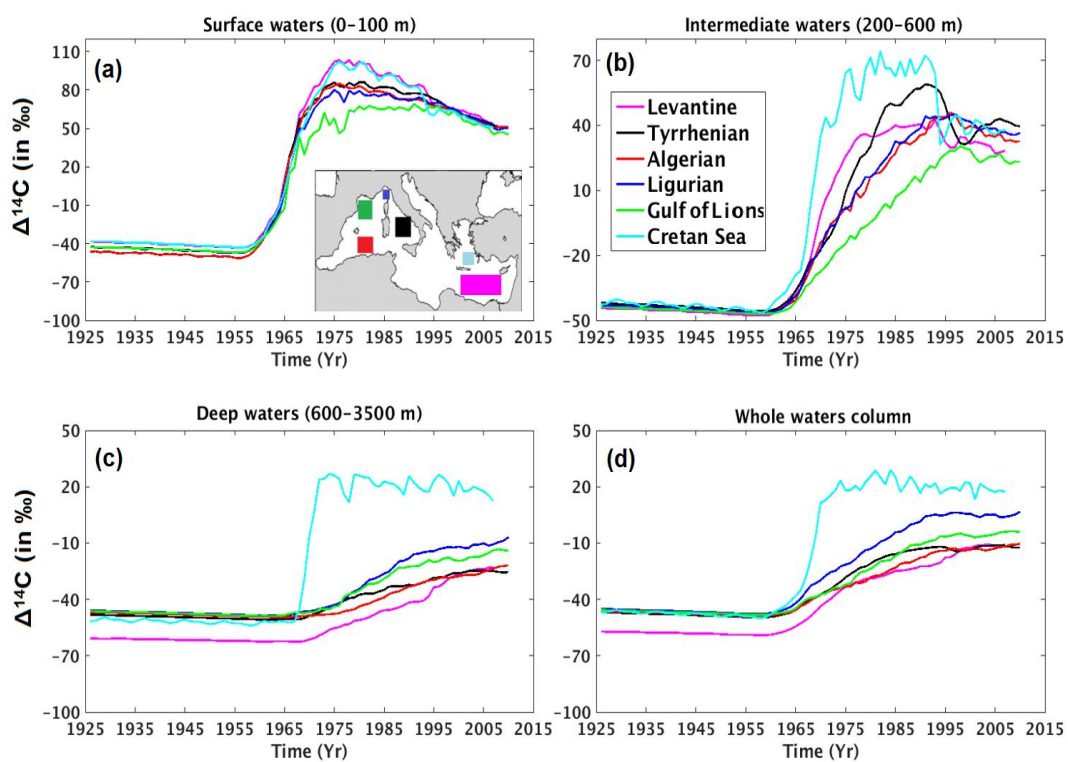 Surface waters (0–100 m)
(a)
110
80
50
20
-10
-40
-70
-100
Δ¹⁴C (in ‰)
1925 1935 1945 1955 1965 1975 1985 1995 2005 2015
Time (Yr)
Intermediate waters (200–600 m)
(b)
70
40
10
-20
-50
Levantine
Tyrrhenian
Algerian
Ligurian
Gulf of Lions
Cretan Sea
1925 1935 1945 1955 1965 1975 1985 1995 2005 2015
Time (Yr)
Deep waters (600–3500 m)
(c)
50
20
-10
-40
-70
-100
Δ¹⁴C (in ‰)
1925 1935 1945 1955 1965 1975 1985 1995 2005 2015
Time (Yr)
Whole waters column
(d)
50
20
-10
-40
-70
-100
1925 1935 1945 1955 1965 1975 1985 1995 2005 2015
Time (Yr)